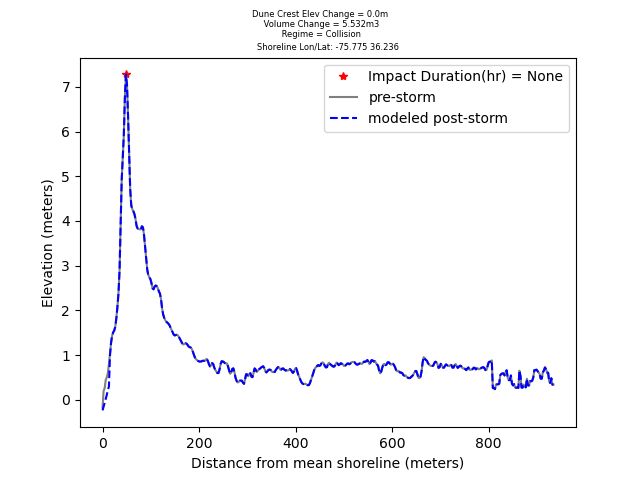 Dune Crest Elev Change = 0.0m
Volume Change = 5.532m3
Regime = Collision
Shoreline Lon/Lat: -75.775 36.236
Impact Duration(hr) = None
pre-storm
modeled post-storm
7
6
5
4
3
2
1
0
Elevation (meters)
0 200 400 600 800
Distance from mean shoreline (meters)